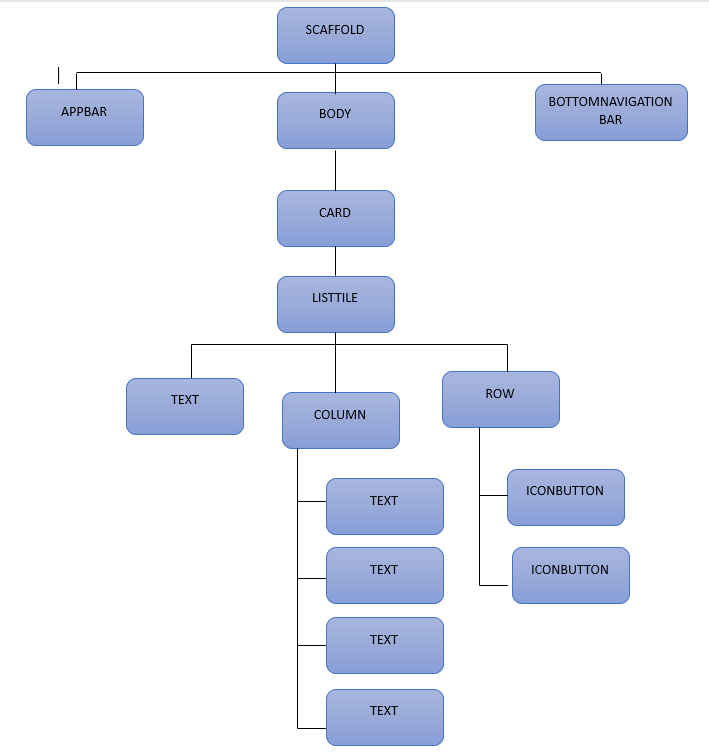 SCAFFOLD
APPBAR
BODY
BOTTOMNAVIGATION
BAR
CARD
LISTTILE
TEXT
COLUMN
ROW
TEXT
TEXT
TEXT
TEXT
ICONBUTTON
ICONBUTTON